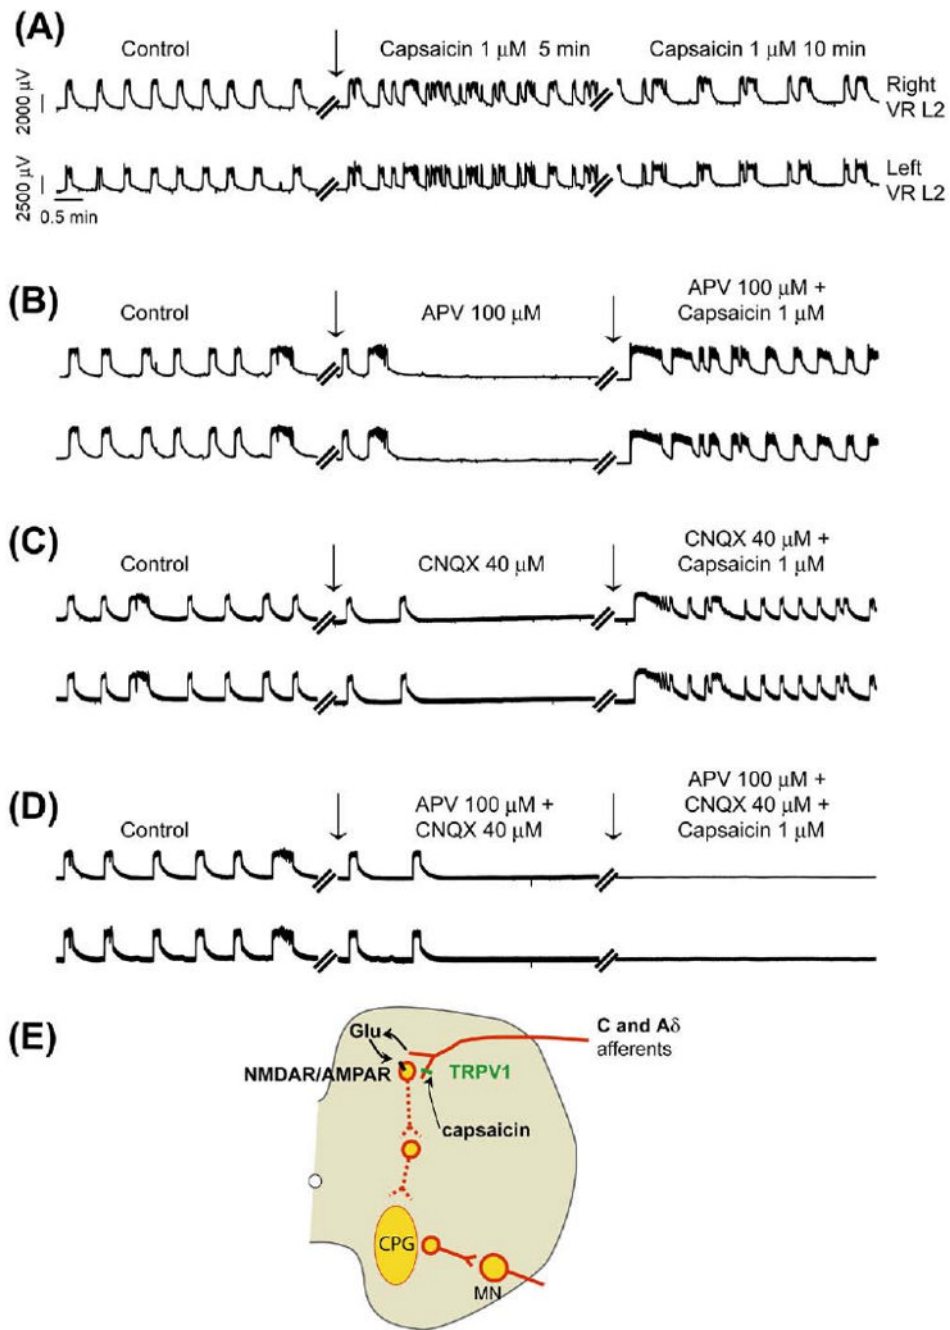 (A)
Control
Capsaicin 1 μM 5 min
Capsaicin 1 μM 10 min
2000 μV
Right
VR L2
2500 μV
Left
VR L2
0.5 min
(B)
Control
APV 100 μM
APV 100 μM +
Capsaicin 1 μM
(C)
Control
CNQX 40 μM
CNQX 40 μM +
Capsaicin 1 μM
(D)
Control
APV 100 μM +
CNQX 40 μM
APV 100 μM +
CNQX 40 μM +
Capsaicin 1 μM
(E)
Glu
C and Aδ
afferents
NMDAR/AMPAR
TRPV1
capsaicin
CPG
MN